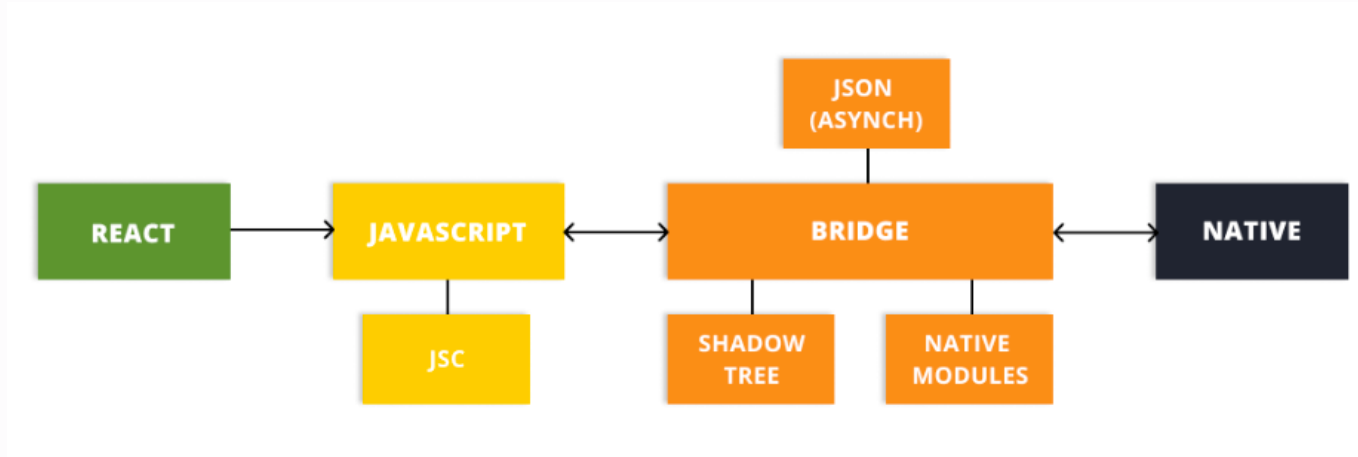 JSON
(ASYNCH)
REACT
JAVASCRIPT
BRIDGE
NATIVE
JSC
SHADOW
TREE
NATIVE
MODULES